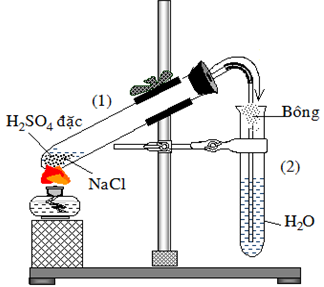 (1)
H₂SO₄ đặc
NaCl
Bông
(2)
H₂O